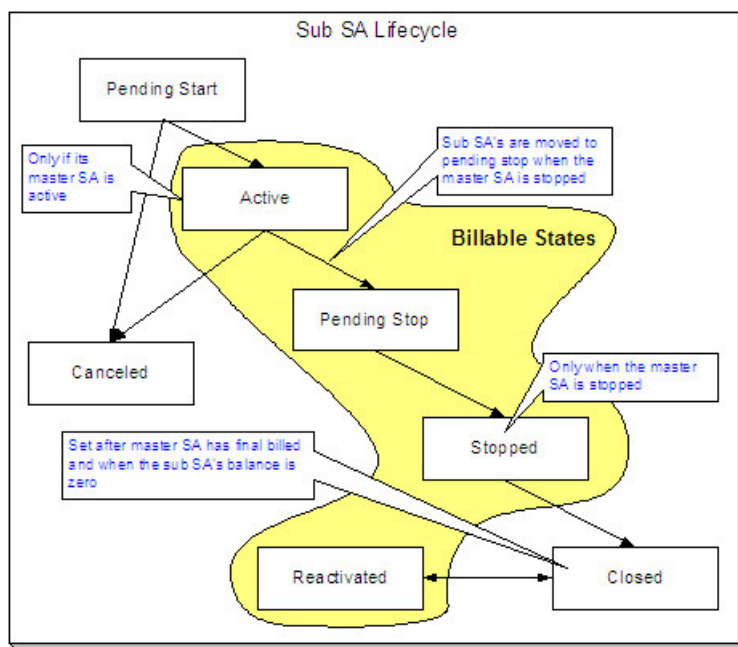 Sub SA Lifecycle
Pending Start
Sub SA's are moved to
pending stop when the
master SA is stopped
Only if its
master SA is
active
Active
Billable States
Pending Stop
Canceled
Only when the master
SA is stopped
Set after master SA has final billed
and when the sub SA's balance is
zero
Stopped
Reactivated
Closed